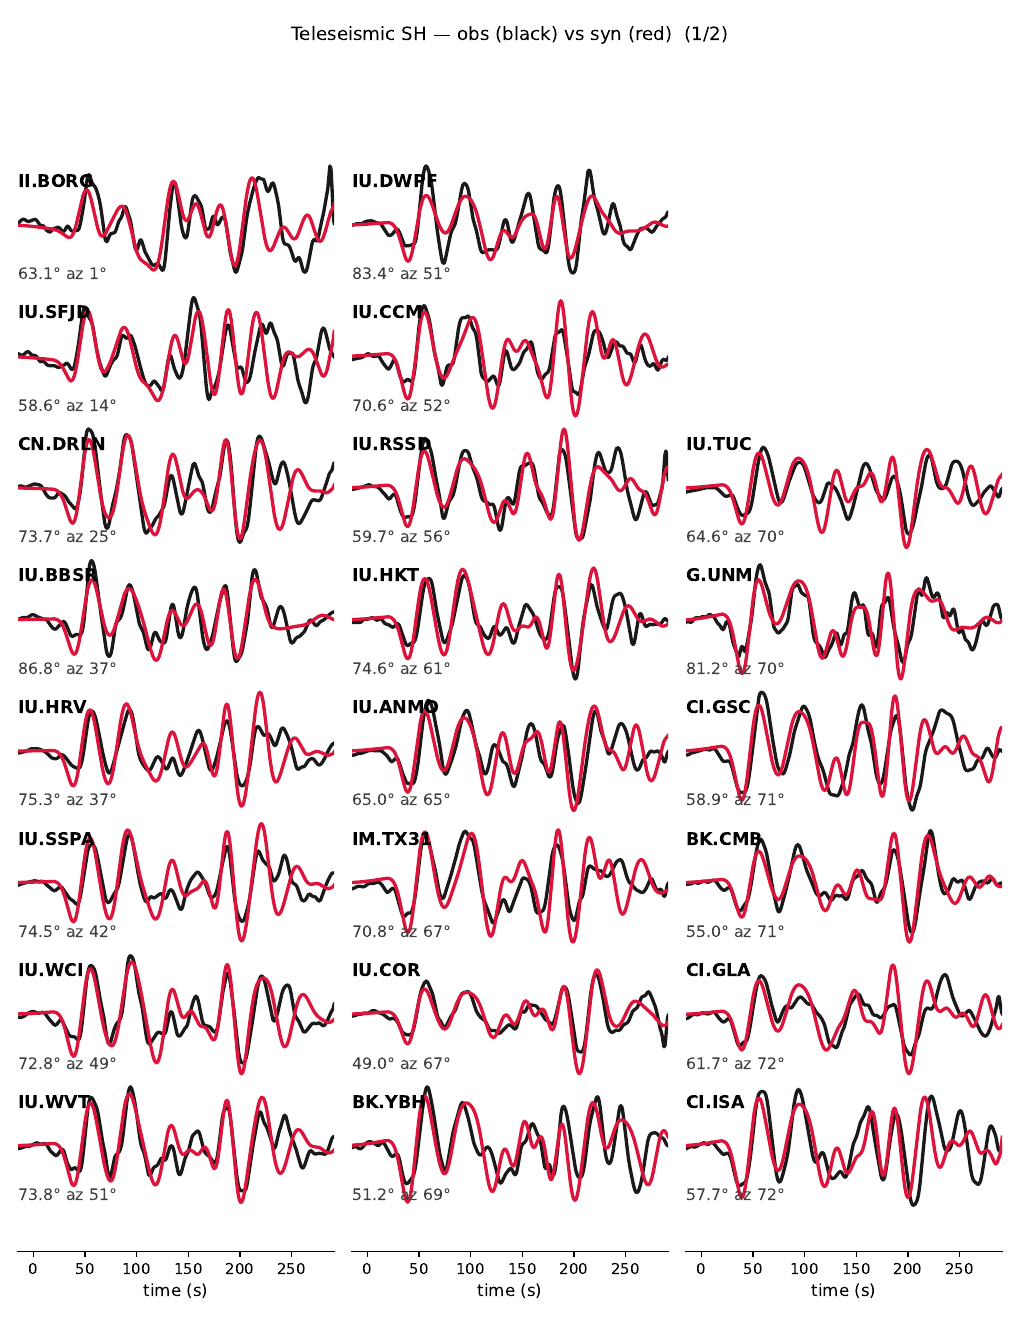 Teleseismic SH — obs (black) vs syn (red)  (1/2)
II.BORG
63.1° az 1°
IU.SFJD
58.6° az 14°
CN.DRLN
73.7° az 25°
IU.BBSR
86.8° az 37°
IU.HRV
75.3° az 37°
IU.SSPA
74.5° az 42°
IU.WCI
72.8° az 49°
IU.WVT
73.8° az 51°
0 50 100 150 200 250
time (s)
IU.DWPF
83.4° az 51°
IU.CCM
70.6° az 52°
IU.RSSD
59.7° az 56°
IU.HKT
74.6° az 61°
IU.ANMO
65.0° az 65°
IM.TX31
70.8° az 67°
IU.COR
49.0° az 67°
BK.YBH
51.2° az 69°
0 50 100 150 200 250
time (s)
IU.TUC
64.6° az 70°
G.UNM
81.2° az 70°
CI.GSC
58.9° az 71°
BK.CMB
55.0° az 71°
CI.GLA
61.7° az 72°
CI.ISA
57.7° az 72°
0 50 100 150 200 250
time (s)